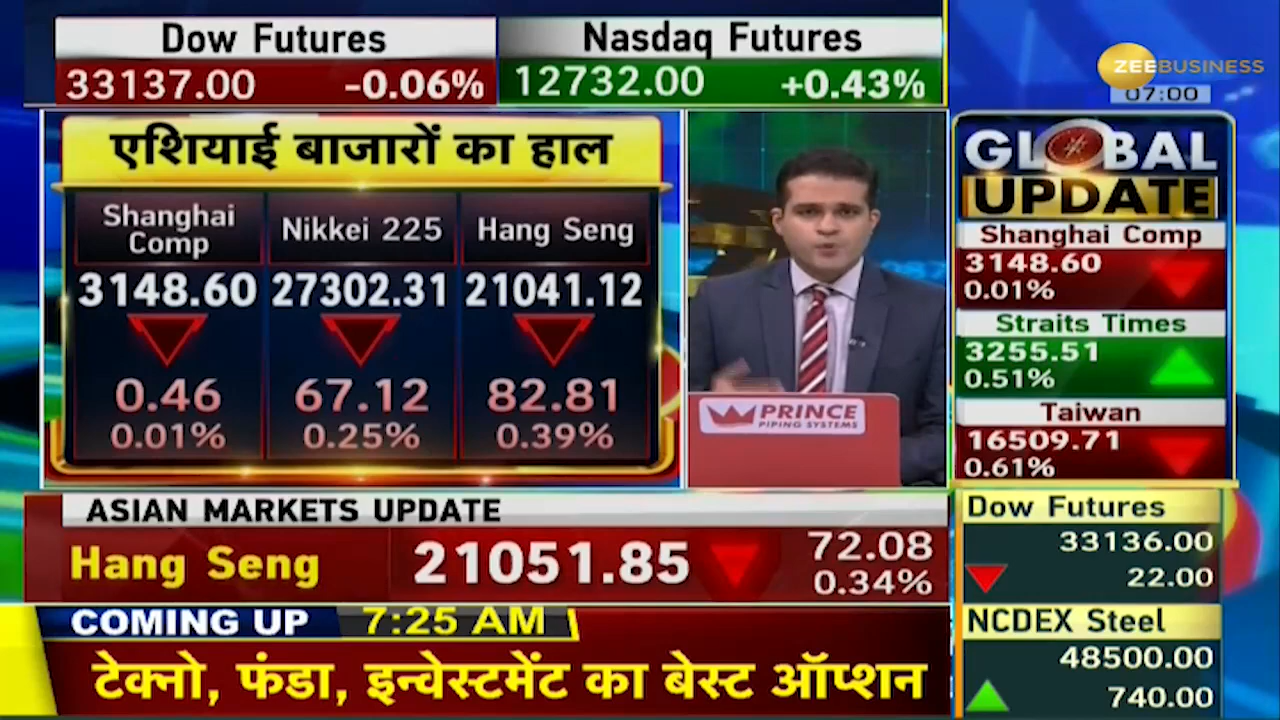 Dow Futures
33137.00 -0.06%
Nasdaq Futures
12732.00 +0.43%
ZEEBUSINESS
07:00
एशियाई बाजारों का हाल
Shanghai Comp
3148.60
0.46
0.01%
Nikkei 225
27302.31
67.12
0.25%
Hang Seng
21041.12
82.81
0.39%
PRINCE
PIPING SYSTEMS
GLOBAL
UPDATE
Shanghai Comp
3148.60
0.01%
Straits Times
3255.51
0.51%
Taiwan
16509.71
0.61%
Dow Futures
33136.00
22.00
NCDEX Steel
48500.00
740.00
ASIAN MARKETS UPDATE
Hang Seng 21051.85 72.08
0.34%
COMING UP 7:25 AM
टेक्नो, फंडा, इन्वेस्टमेंट का बेस्ट ऑप्शन